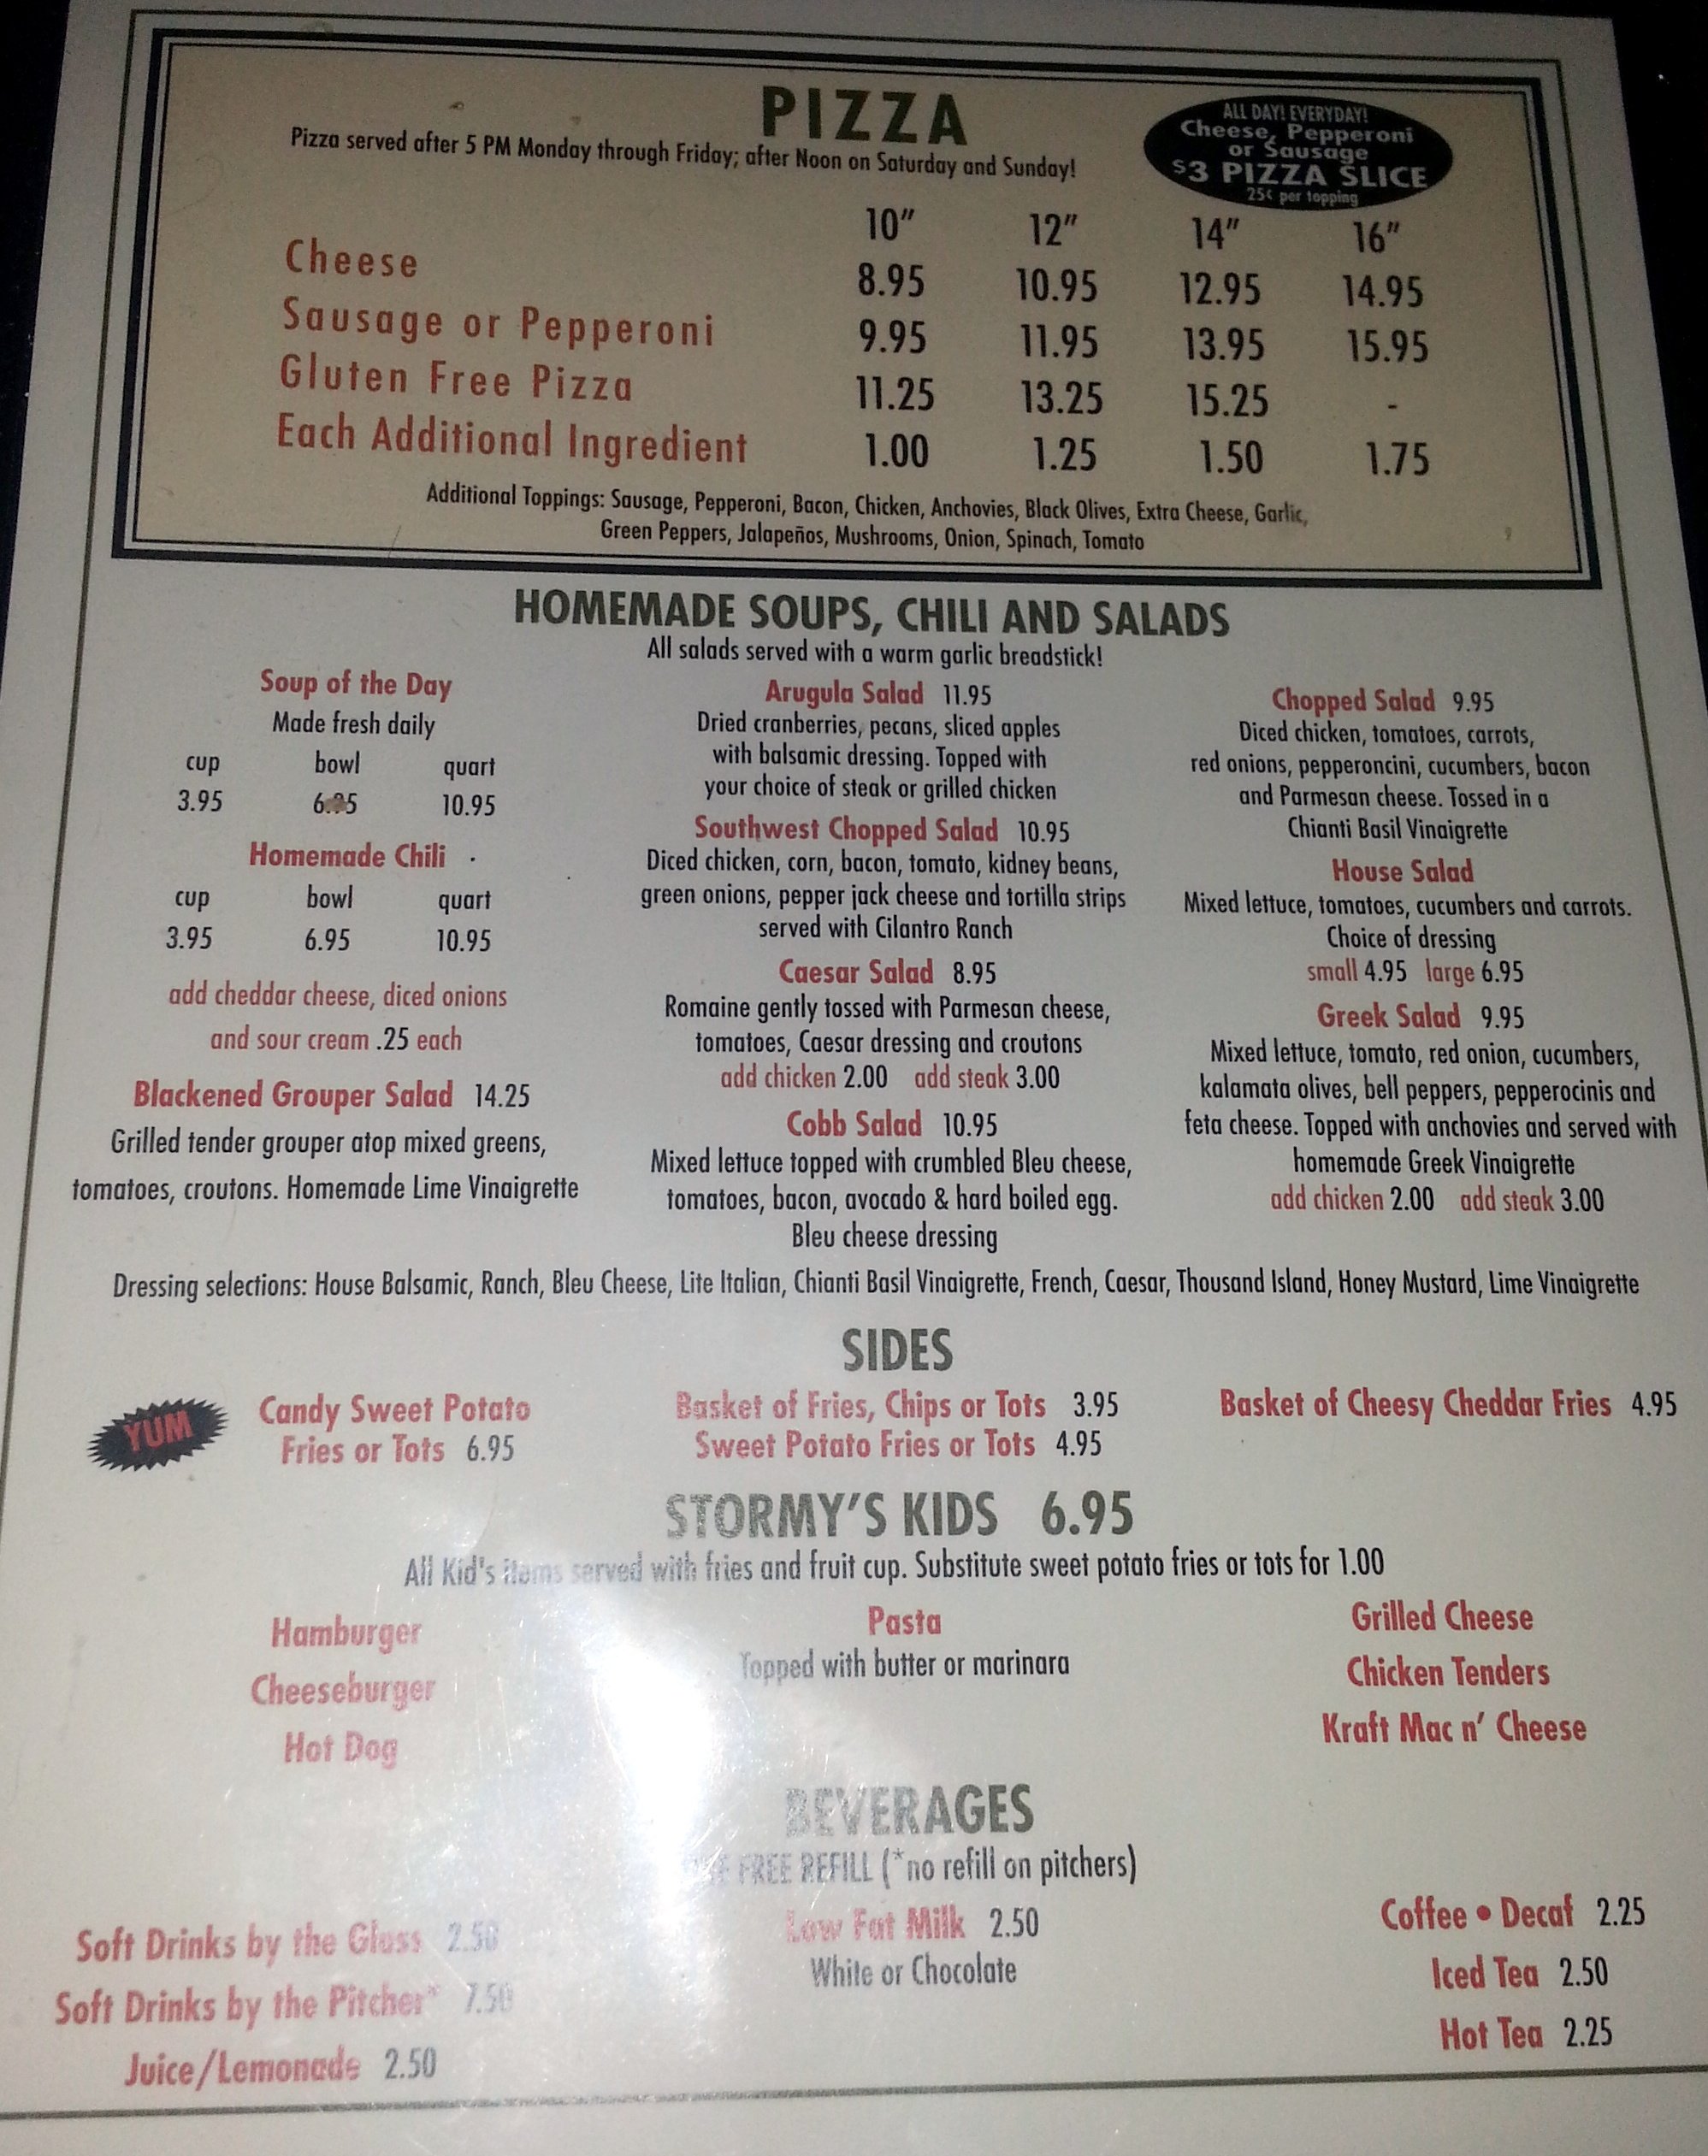 PIZZA
Pizza served after 5 PM Monday through Friday; after Noon on Saturday and Sunday!
ALL DAY! EVERYDAY!
Cheese, Pepperoni
or Sausage
$3 PIZZA SLICE
25¢ per topping
10" 12" 14" 16"
Cheese 8.95 10.95 12.95 14.95
Sausage or Pepperoni 9.95 11.95 13.95 15.95
Gluten Free Pizza 11.25 13.25 15.25 -
Each Additional Ingredient 1.00 1.25 1.50 1.75
Additional Toppings: Sausage, Pepperoni, Bacon, Chicken, Anchovies, Black Olives, Extra Cheese, Garlic,
Green Peppers, Jalapeños, Mushrooms, Onion, Spinach, Tomato
HOMEMADE SOUPS, CHILI AND SALADS
All salads served with a warm garlic breadstick!
Soup of the Day
Made fresh daily
cup bowl quart
3.95 10.95
Homemade Chili
cup bowl quart
3.95 6.95 10.95
add cheddar cheese, diced onions
and sour cream .25 each
Blackened Grouper Salad 14.25
Grilled tender grouper atop mixed greens,
tomatoes, croutons. Homemade Lime Vinaigrette
Arugula Salad 11.95
Dried cranberries, pecans, sliced apples
with balsamic dressing. Topped with
your choice of steak or grilled chicken
Southwest Chopped Salad 10.95
Diced chicken, corn, bacon, tomato, kidney beans,
green onions, pepper jack cheese and tortilla strips
served with Cilantro Ranch
Caesar Salad 8.95
Romaine gently tossed with Parmesan cheese,
tomatoes, Caesar dressing and croutons
add chicken 2.00 add steak 3.00
Cobb Salad 10.95
Mixed lettuce topped with crumbled Bleu cheese,
tomatoes, bacon, avocado & hard boiled egg.
Bleu cheese dressing
Chopped Salad 9.95
Diced chicken, tomatoes, carrots,
red onions, pepperoncini, cucumbers, bacon
and Parmesan cheese. Tossed in a
Chianti Basil Vinaigrette
House Salad
Mixed lettuce, tomatoes, cucumbers and carrots.
Choice of dressing
small 4.95 large 6.95
Greek Salad 9.95
Mixed lettuce, tomato, red onion, cucumbers,
kalamata olives, bell peppers, pepperocinis and
feta cheese. Topped with anchovies and served with
homemade Greek Vinaigrette
add chicken 2.00 add steak 3.00
Dressing selections: House Balsamic, Ranch, Bleu Cheese, Lite Italian, Chianti Basil Vinaigrette, French, Caesar, Thousand Island, Honey Mustard, Lime Vinaigrette
SIDES
YUM
Candy Sweet Potato
Fries or Tots 6.95
Basket of Fries, Chips or Tots 3.95
Sweet Potato Fries or Tots 4.95
Basket of Cheesy Cheddar Fries 4.95
STORMY'S KIDS 6.95
All Kid's items served with fries and fruit cup. Substitute sweet potato fries or tots for 1.00
Hamburger
Cheeseburger
Hot Dog
Pasta
Topped with butter or marinara
Grilled Cheese
Chicken Tenders
Kraft Mac n' Cheese
BEVERAGES
FREE REFILL (*no refill on pitchers)
Soft Drinks by the Glass 2.50
Soft Drinks by the Pitcher* 7.50
Juice/Lemonade 2.50
Low Fat Milk 2.50
White or Chocolate
Coffee • Decaf 2.25
Iced Tea 2.50
Hot Tea 2.25